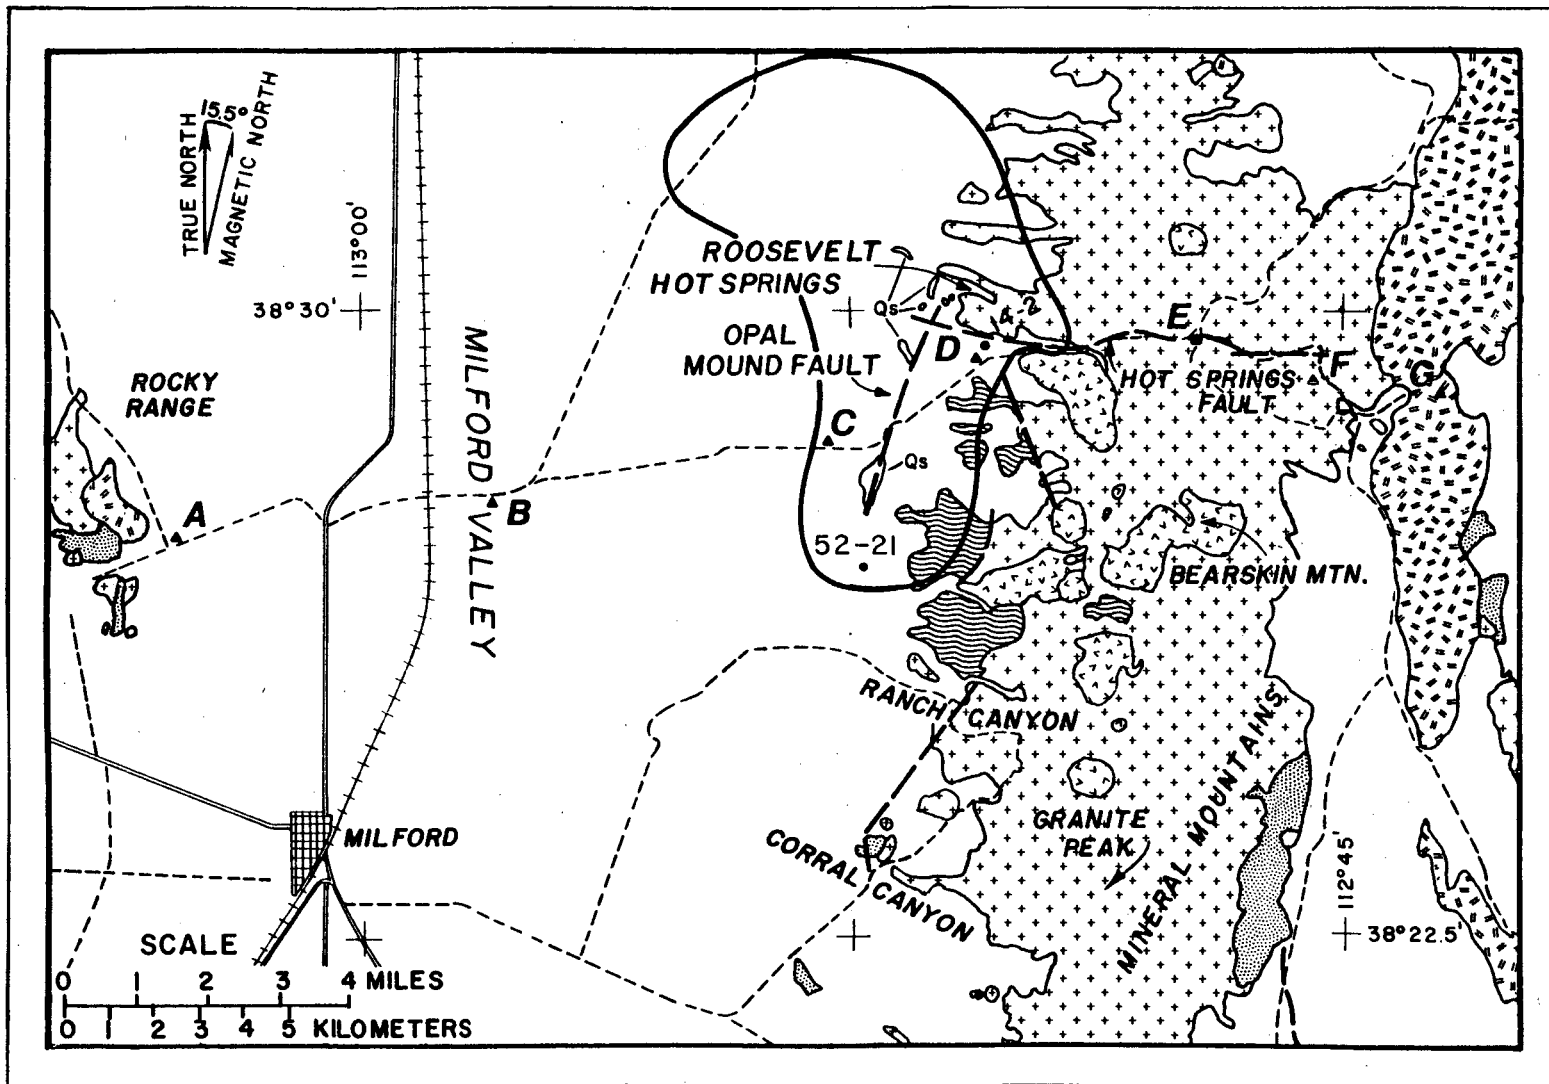 TRUE NORTH
15.5°
MAGNETIC NORTH
113°00'
38°30'
ROOSEVELT
HOT SPRINGS
Qs
OPAL
MOUND FAULT
D
E
F
G
HOT SPRINGS
FAULT
ROCKY
RANGE
MILFORD VALLEY
A
B
C
Qs
52-21
BEARSKIN MTN.
RANCH CANYON
GRANITE
PEAK
MINERAL MOUNTAINS
CORRAL CANYON
MILFORD
112°45'
38°22.5'
SCALE
0 1 2 3 4 MILES
0 1 2 3 4 5 KILOMETERS